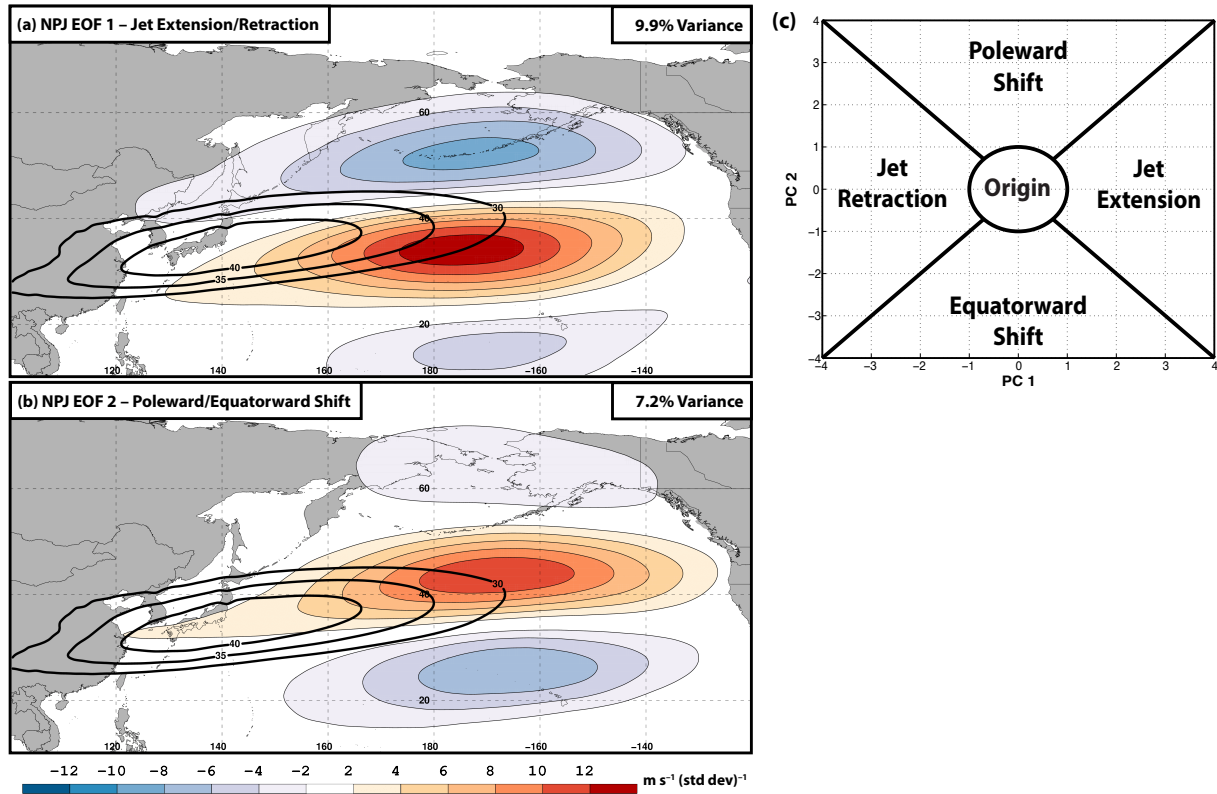 (a) NPJ EOF 1 – Jet Extension/Retraction
9.9% Variance
60
30
40
40
35
20
120
140
160
180
−160
−140
(b) NPJ EOF 2 – Poleward/Equatorward Shift
7.2% Variance
60
30
40
40
35
20
120
140
160
180
−160
−140
−12 −10 −8 −6 −4 −2 2 4 6 8 10 12
m s⁻¹ (std dev)⁻¹
(c)
4
3
2
1
0
−1
−2
−3
−4
PC 2
Poleward
Shift
Jet
Retraction
Origin
Jet
Extension
Equatorward
Shift
−4 −3 −2 −1 0 1 2 3 4
PC 1